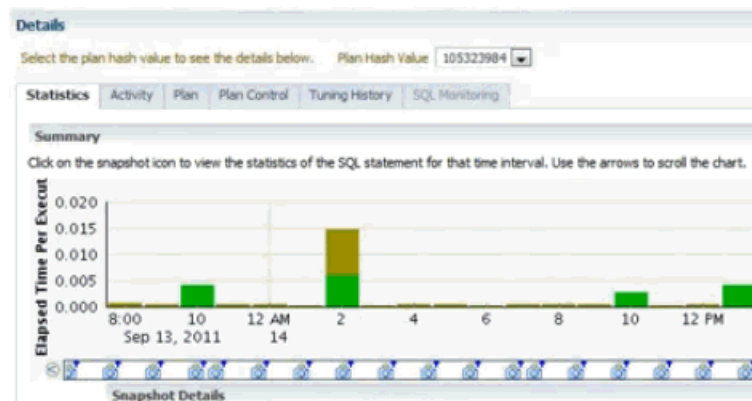 Details
Select the plan hash value to see the details below. Plan Hash Value 105323984
Statistics Activity Plan Plan Control Tuning History SQL Monitoring
Summary
Click on the snapshot icon to view the statistics of the SQL statement for that time interval. Use the arrows to scroll the chart.
Elapsed Time Per Execut
0.020
0.015
0.010
0.005
0.000
8:00 10 12 AM 2 4 6 8 10 12 PM
Sep 13, 2011 14
Snapshot Details